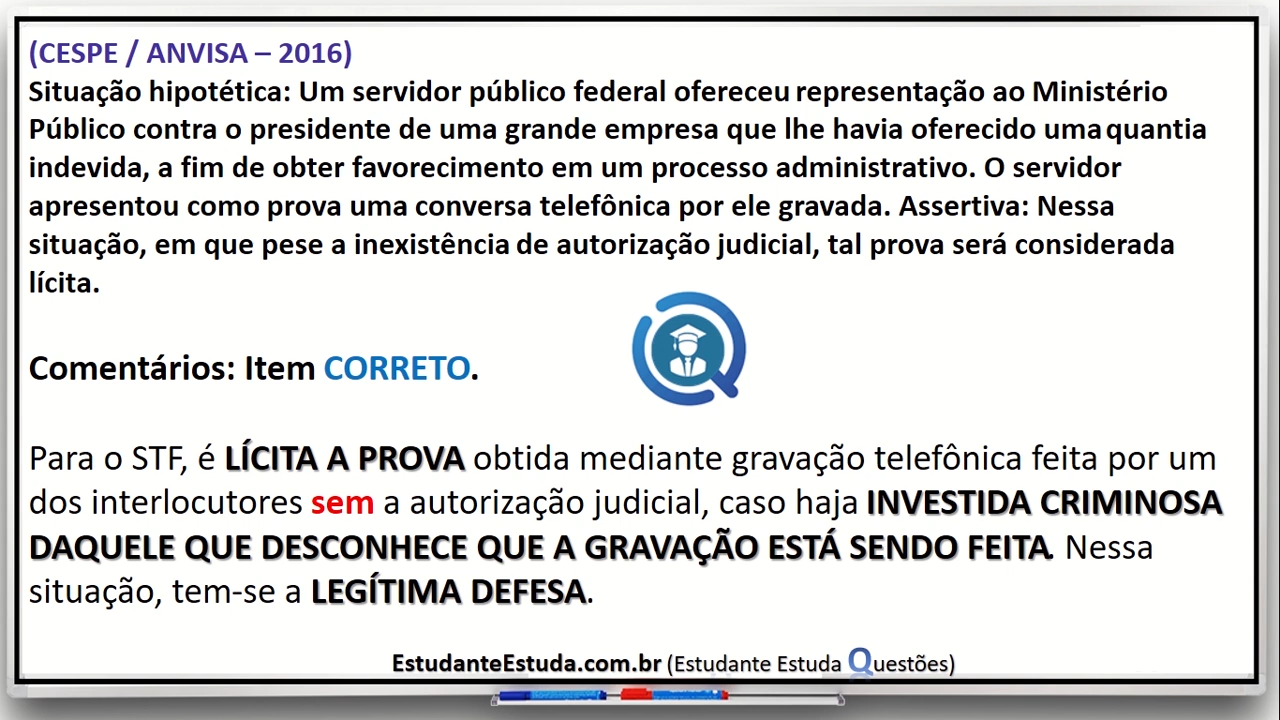 (CESPE / ANVISA – 2016)
Situação hipotética: Um servidor público federal ofereceu representação ao Ministério
Público contra o presidente de uma grande empresa que lhe havia oferecido uma quantia
indevida, a fim de obter favorecimento em um processo administrativo. O servidor
apresentou como prova uma conversa telefônica por ele gravada. Assertiva: Nessa
situação, em que pese a inexistência de autorização judicial, tal prova será considerada
lícita.
Comentários: Item CORRETO.
Para o STF, é LÍCITA A PROVA obtida mediante gravação telefônica feita por um
dos interlocutores sem a autorização judicial, caso haja INVESTIDA CRIMINOSA
DAQUELE QUE DESCONHECE QUE A GRAVAÇÃO ESTÁ SENDO FEITA. Nessa
situação, tem-se a LEGÍTIMA DEFESA.
EstudanteEstuda.com.br (Estudante Estuda Questões)